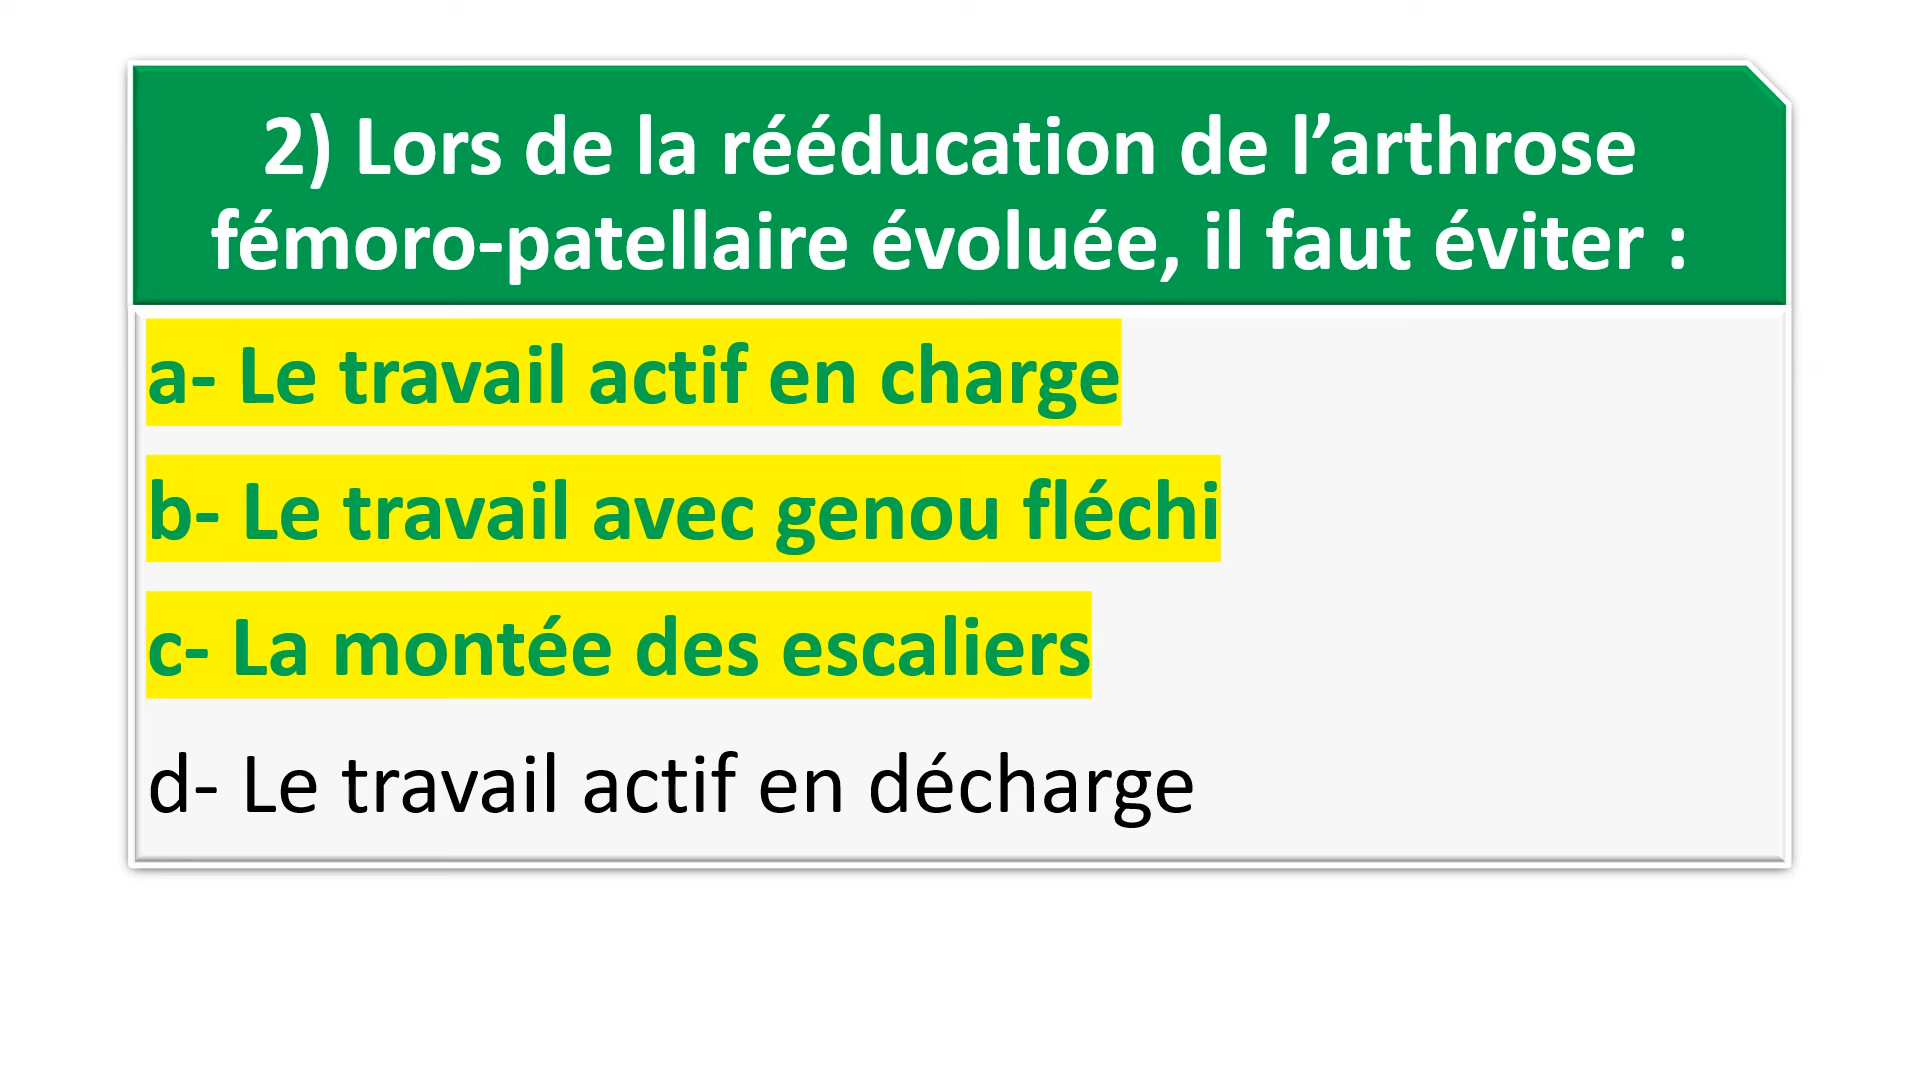 2) Lors de la rééducation de l’arthrose
fémoro-patellaire évoluée, il faut éviter :
a- Le travail actif en charge
b- Le travail avec genou fléchi
c- La montée des escaliers
d- Le travail actif en décharge